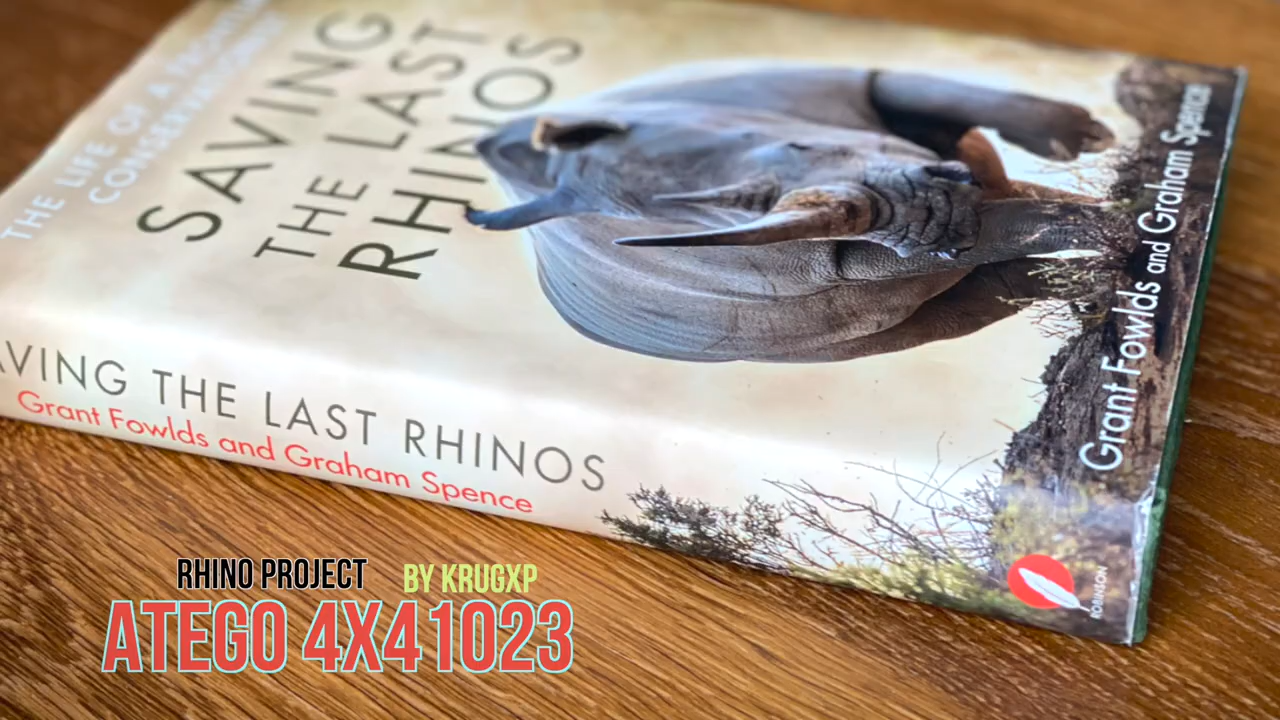 THE LIFE OF A
CONSERVATIONIST
SAVING
THE LAST
RHINOS
Grant Fowlds and Graham Spence
AVING THE LAST RHINOS
Grant Fowlds and Graham Spence
ROBINSON
RHINO PROJECT BY KRUGXP
ATEGO 4X41023